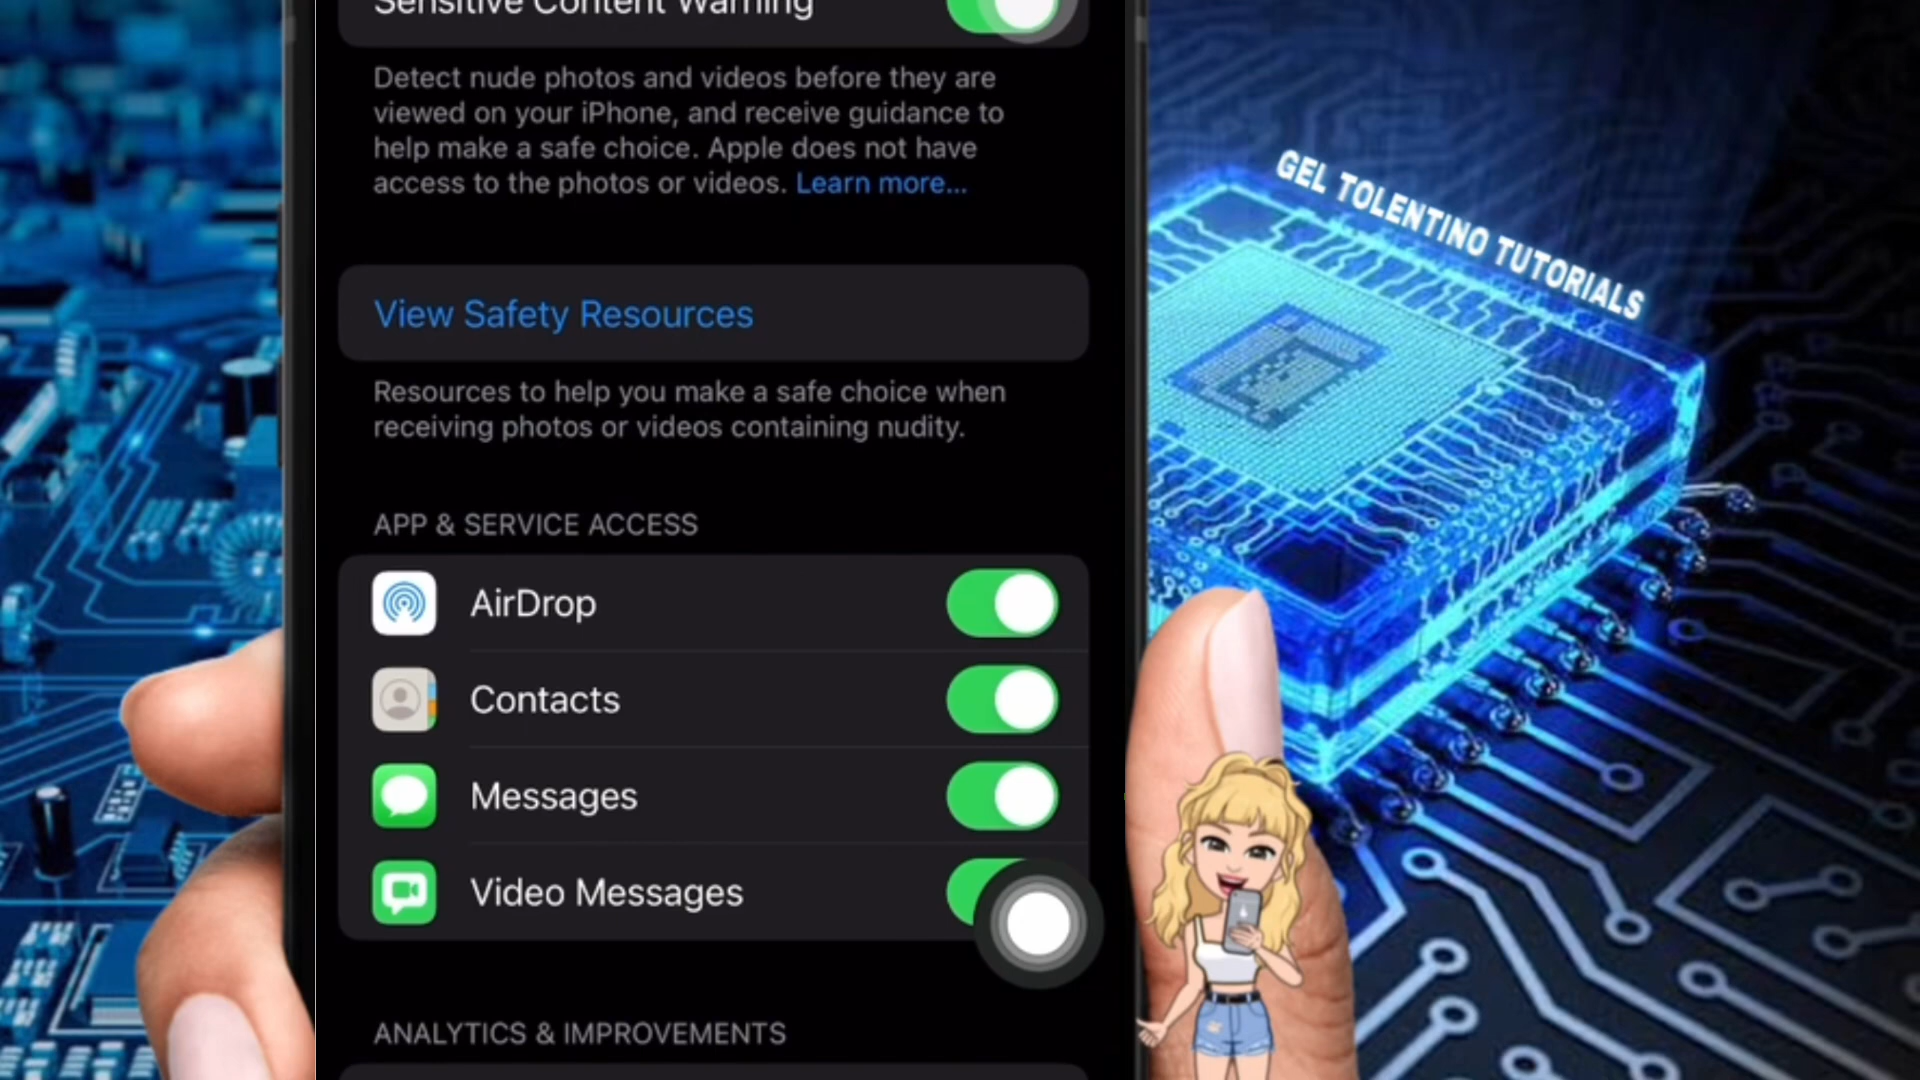 Sensitive Content Warning
Detect nude photos and videos before they are
viewed on your iPhone, and receive guidance to
help make a safe choice. Apple does not have
access to the photos or videos. Learn more...
View Safety Resources
Resources to help you make a safe choice when
receiving photos or videos containing nudity.
APP & SERVICE ACCESS
AirDrop
Contacts
Messages
Video Messages
ANALYTICS & IMPROVEMENTS
GEL TOLENTINO TUTORIALS